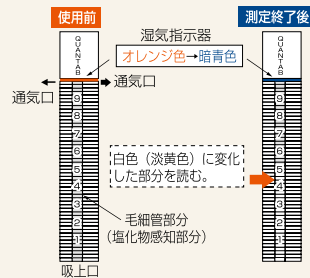 使用前
測定終了後
湿気指示器
オレンジ色→暗青色
QUANTAB
QUANTAB
通気口
通気口
9
8
7
6
5
4
3
2
1
9
8
7
6
5
4
3
2
1
白色（淡黄色）に変化
した部分を読む。
毛細管部分
（塩化物感知部分）
吸上口